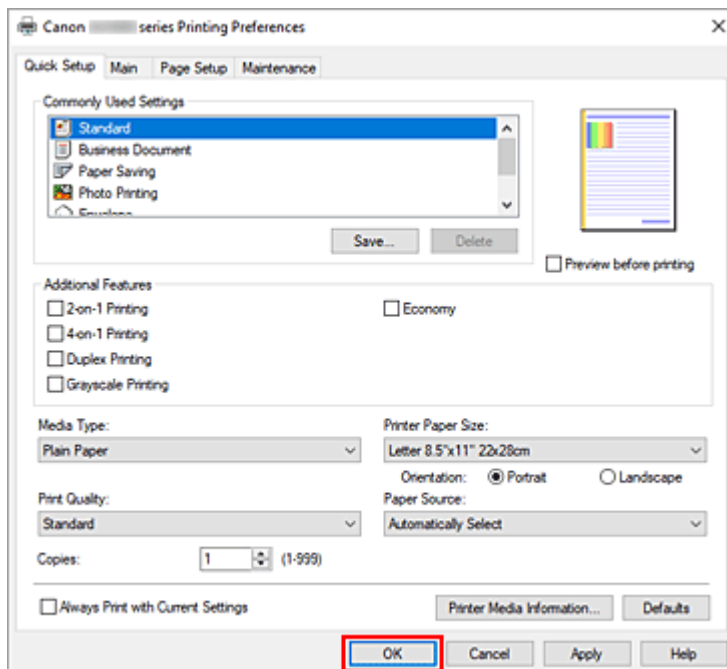 Canon series Printing Preferences
Quick Setup Main Page Setup Maintenance
Commonly Used Settings
Standard
Business Document
Paper Saving
Photo Printing
Save... Delete
Preview before printing
Additional Features
2-on-1 Printing Economy
4-on-1 Printing
Duplex Printing
Grayscale Printing
Media Type: Printer Paper Size:
Plain Paper Letter 8.5"x11" 22x28cm
Orientation: Portrait Landscape
Print Quality: Paper Source:
Standard Automatically Select
Copies: 1 (1-999)
Always Print with Current Settings Printer Media Information... Defaults
OK Cancel Apply Help